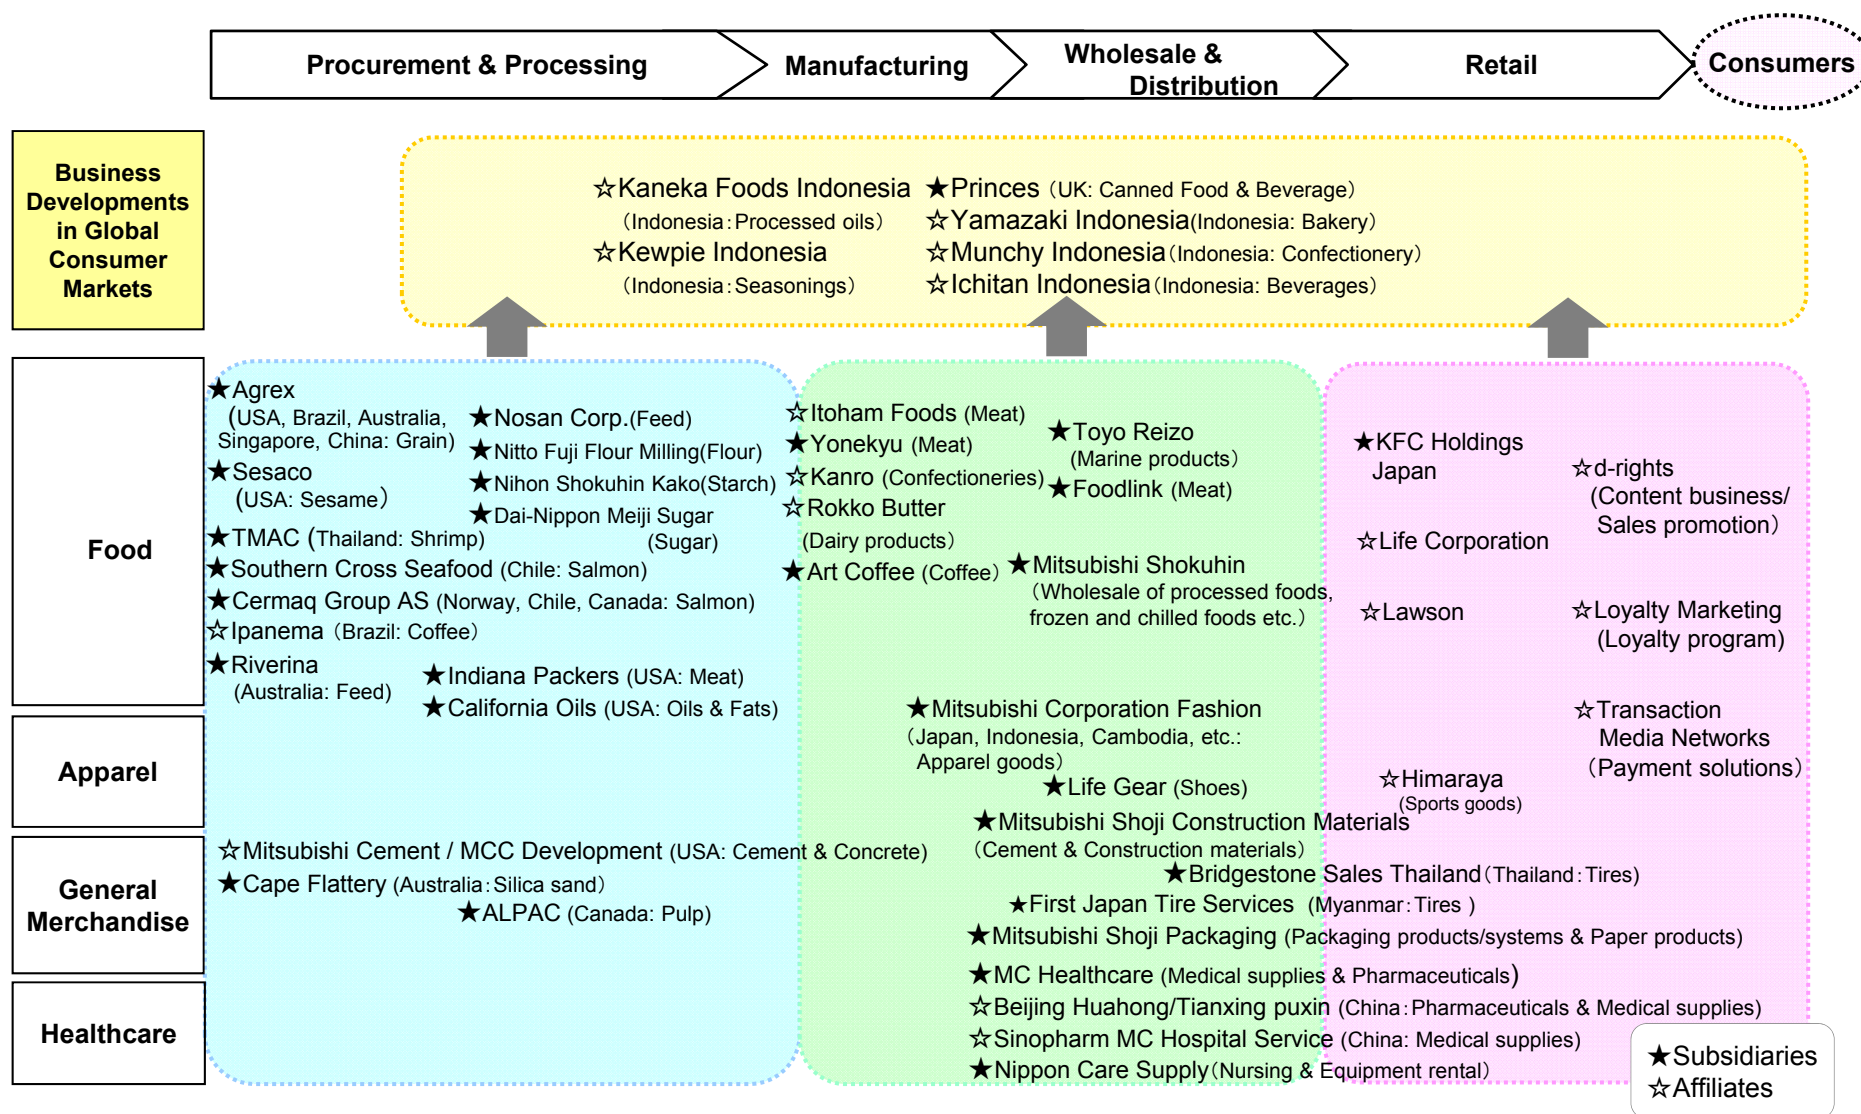 Procurement & Processing
Manufacturing
Wholesale &
Distribution
Retail
Consumers
Business
Developments
in Global
Consumer
Markets
☆Kaneka Foods Indonesia
（Indonesia：Processed oils）
☆Kewpie Indonesia
（Indonesia：Seasonings）
★Princes（UK: Canned Food & Beverage）
☆Yamazaki Indonesia(Indonesia: Bakery）
☆Munchy Indonesia（Indonesia: Confectionery）
☆Ichitan Indonesia（Indonesia: Beverages）
Food
★Agrex
(USA, Brazil, Australia,
Singapore, China: Grain)
★Sesaco
(USA: Sesame）
★TMAC (Thailand: Shrimp)
★Southern Cross Seafood (Chile: Salmon)
★Cermaq Group AS (Norway, Chile, Canada: Salmon)
☆Ipanema（Brazil: Coffee）
★Riverina
(Australia: Feed)
★Nosan Corp.(Feed)
★Nitto Fuji Flour Milling(Flour)
★Nihon Shokuhin Kako(Starch)
★Dai-Nippon Meiji Sugar
(Sugar)
★Indiana Packers (USA: Meat)
★California Oils (USA: Oils & Fats)
☆Itoham Foods (Meat)
★Yonekyu (Meat)
☆Kanro (Confectioneries)
☆Rokko Butter
(Dairy products）
★Art Coffee (Coffee）
★Toyo Reizo
(Marine products）
★Foodlink (Meat)
★Mitsubishi Shokuhin
（Wholesale of processed foods,
frozen and chilled foods etc.）
★KFC Holdings
Japan
☆Life Corporation
☆Lawson
☆d-rights
(Content business/
Sales promotion）
☆Loyalty Marketing
(Loyalty program)
☆Transaction
Media Networks
（Payment solutions）
Apparel
★Mitsubishi Corporation Fashion
（Japan, Indonesia, Cambodia, etc.:
Apparel goods）
★Life Gear (Shoes)
☆Himaraya
(Sports goods)
General
Merchandise
☆Mitsubishi Cement / MCC Development (USA: Cement & Concrete)
★Cape Flattery (Australia：Silica sand）
★ALPAC (Canada: Pulp)
★Mitsubishi Shoji Construction Materials
（Cement & Construction materials）
★Bridgestone Sales Thailand（Thailand：Tires)
★First Japan Tire Services (Myanmar：Tires )
★Mitsubishi Shoji Packaging (Packaging products/systems & Paper products)
Healthcare
★MC Healthcare (Medical supplies & Pharmaceuticals)
☆Beijing Huahong/Tianxing puxin (China：Pharmaceuticals & Medical supplies)
☆Sinopharm MC Hospital Service (China: Medical supplies)
★Nippon Care Supply（Nursing & Equipment rental）
★Subsidiaries
☆Affiliates